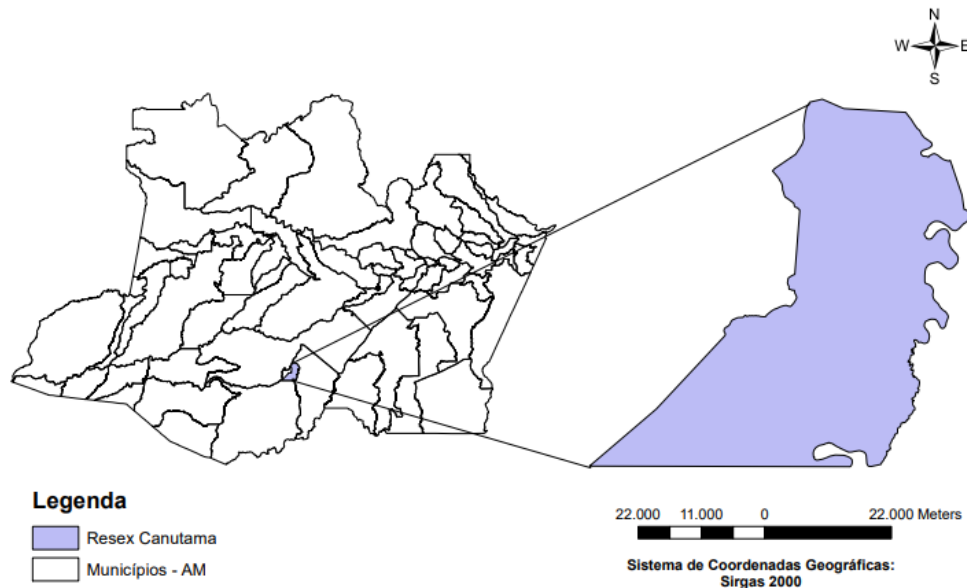 N
W E
S
Legenda
Resex Canutama
Municípios - AM
22.000 11.000 0 22.000 Meters
Sistema de Coordenadas Geográficas:
Sirgas 2000